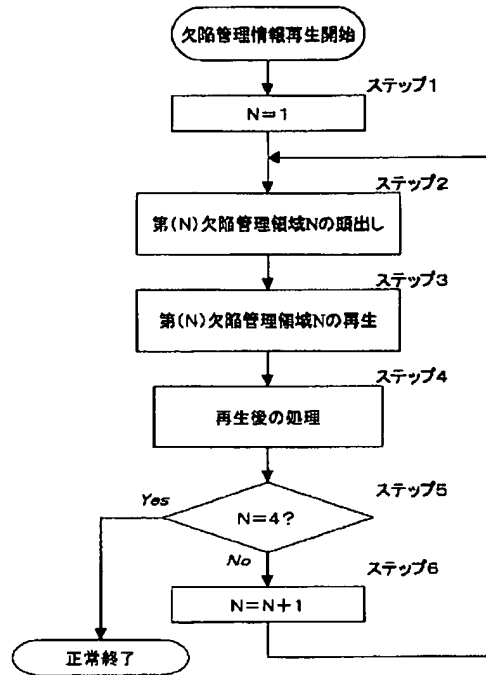 欠陥管理情報再生開始
ステップ1
N=1
ステップ2
第(N)欠陥管理領域Nの頭出し
ステップ3
第(N)欠陥管理領域Nの再生
ステップ4
再生後の処理
ステップ5
Yes
N=4?
No
ステップ6
N=N+1
正常終了